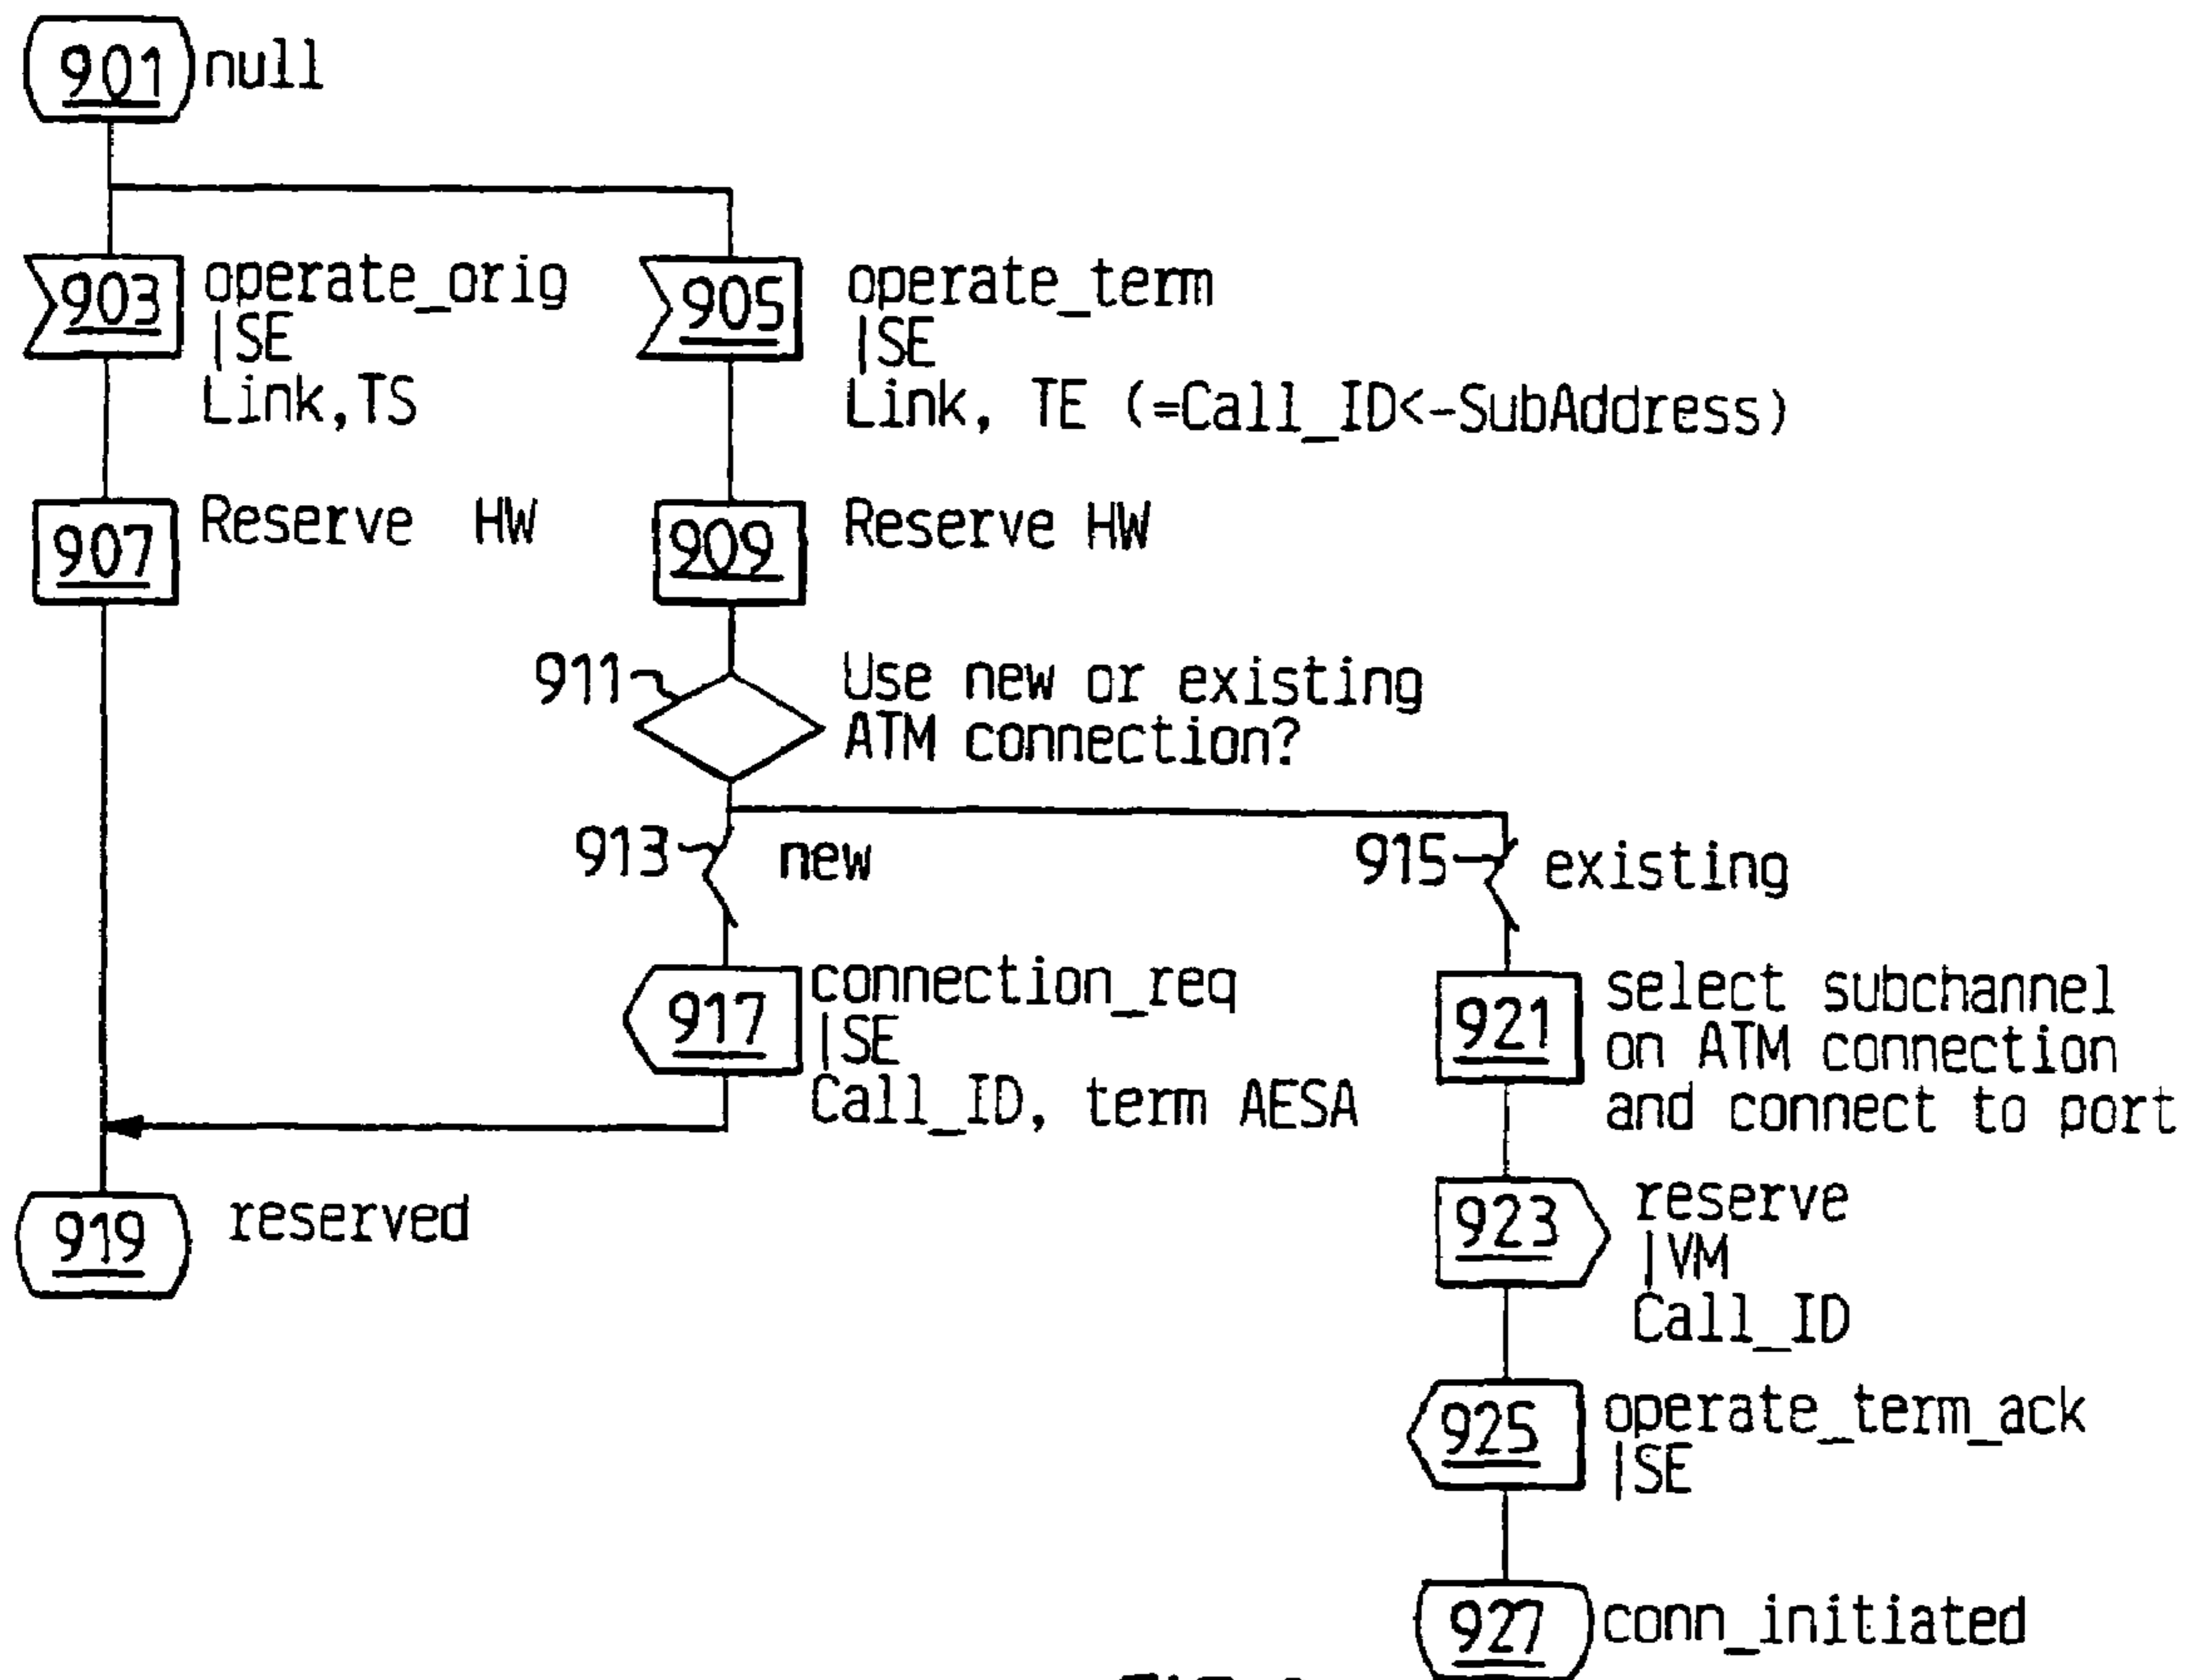 901 null
903 operate_orig
|SE
Link,TS
905 operate_term
|SE
Link, TE (=Call_ID<-SubAddress)
907 Reserve HW
909 Reserve HW
911 Use new or existing
ATM connection?
913 new
915 existing
917 connection_req
|SE
Call_ID, term AESA
921 select subchannel
on ATM connection
and connect to port
919 reserved
923 reserve
|VM
Call_ID
925 operate_term_ack
|SE
927 conn_initiated